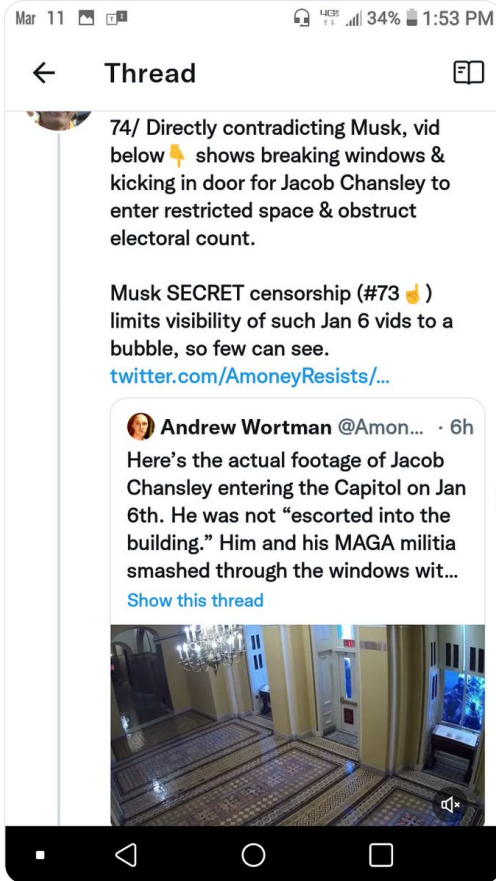 Mar 11 4G 34% 1:53 PM
Thread
74/ Directly contradicting Musk, vid
below👇 shows breaking windows &
kicking in door for Jacob Chansley to
enter restricted space & obstruct
electoral count.
Musk SECRET censorship (#73☝️)
limits visibility of such Jan 6 vids to a
bubble, so few can see.
twitter.com/AmoneyResists/...
Andrew Wortman @Amon... · 6h
Here’s the actual footage of Jacob
Chansley entering the Capitol on Jan
6th. He was not “escorted into the
building.” Him and his MAGA militia
smashed through the windows wit...
Show this thread